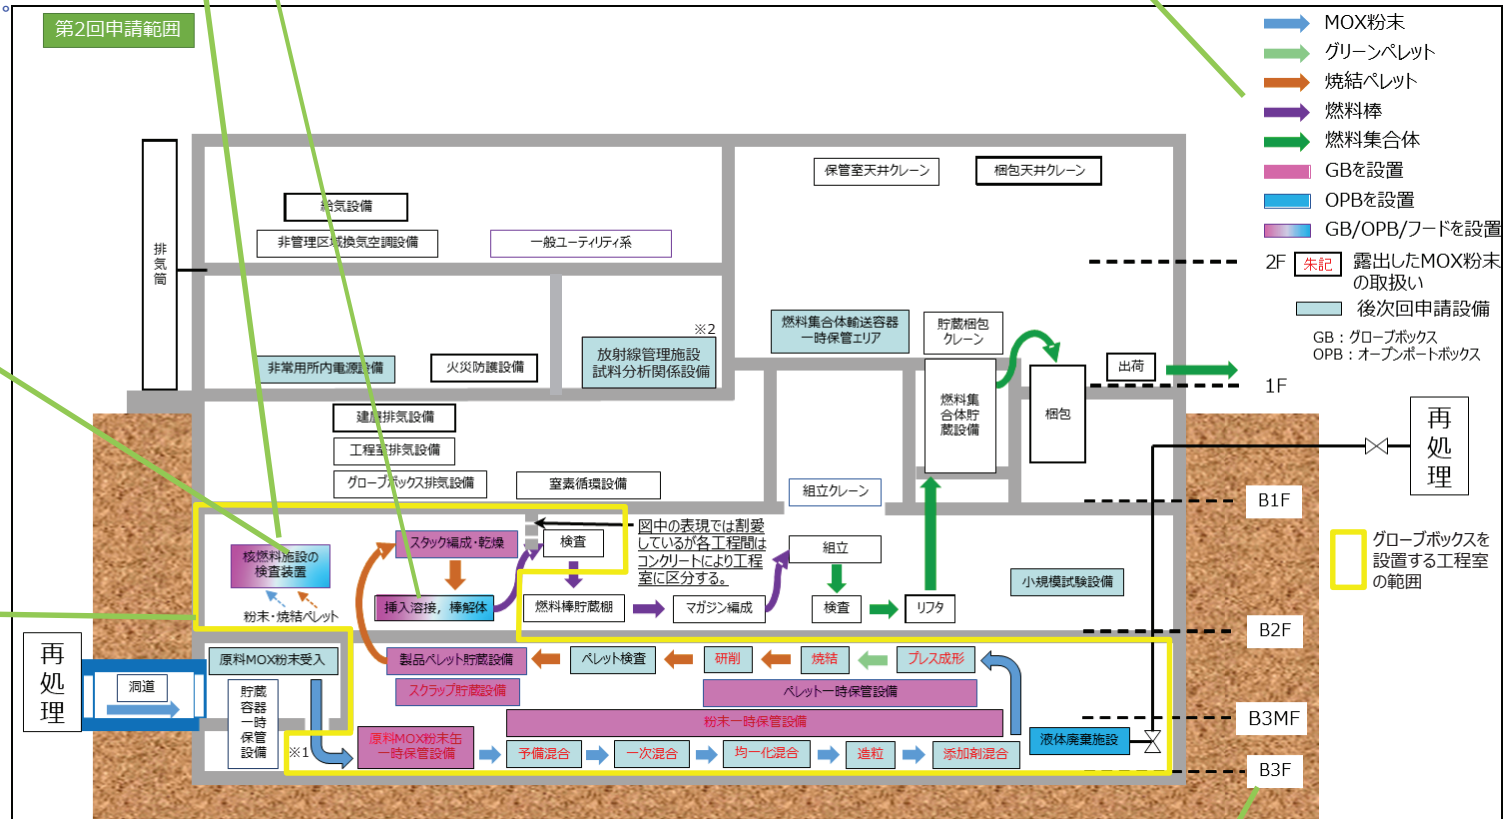 第2回申請範囲
MOX粉末
グリーンペレット
焼結ペレット
燃料棒
燃料集合体
GBを設置
OPBを設置
GB/OPB/フードを設置
朱記
露出したMOX粉末
の取扱い
後次回申請設備
GB：グローブボックス
OPB：オープンポートボックス
2F
1F
B1F
B2F
B3MF
B3F
グローブボックスを
設置する工程室
の範囲
排気筒
給気設備
非管理区域換気空調設備
一般ユーティリティ系
保管室天井クレーン
梱包天井クレーン
非常用所内電源設備
火災防護設備
※2
放射線管理施設
試料分析関係設備
燃料集合体輸送容器
一時保管エリア
貯蔵梱包
クレーン
出荷
燃料集
合体貯
蔵設備
梱包
再処理
建屋排気設備
工程室排気設備
グローブボックス排気設備
窒素循環設備
組立クレーン
核燃料施設の
検査装置
粉末・焼結ペレット
スタック編成・乾燥
検査
図中の表現では割愛
しているが各工程間は
コンクリートにより工程
室に区分する。
組立
小規模試験設備
挿入溶接，棒解体
燃料棒貯蔵棚
マガジン編成
検査
リフタ
再処理
洞道
原料MOX粉末受入
貯蔵
容器
一時
保管
設備
※1
製品ペレット貯蔵設備
ペレット検査
研削
焼結
プレス成形
スクラップ貯蔵設備
ペレット一時保管設備
粉末一時保管設備
原料MOX粉末缶
一時保管設備
予備混合
一次混合
均一化混合
造粒
添加剤混合
液体廃棄施設